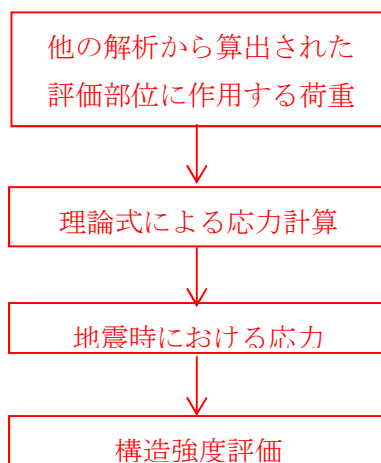 他の解析から算出された
評価部位に作用する荷重
理論式による応力計算
地震時における応力
構造強度評価